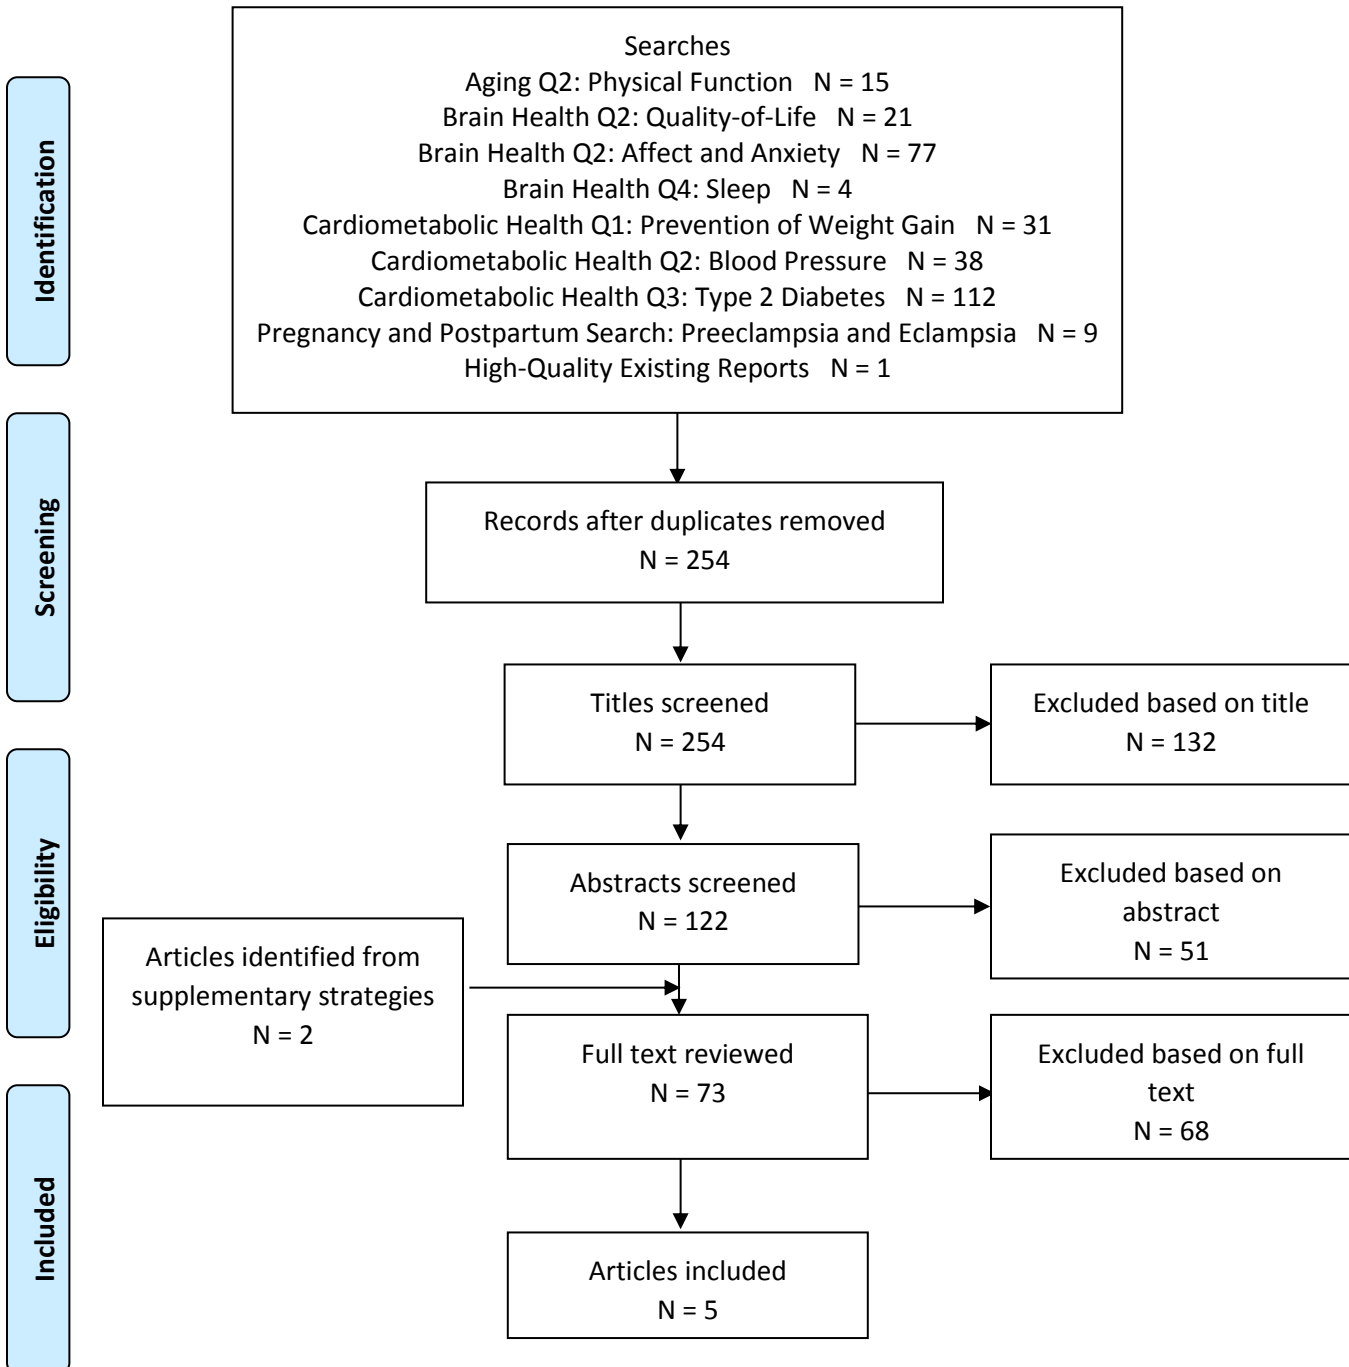 Searches
Aging Q2: Physical Function N = 15
Brain Health Q2: Quality-of-Life N = 21
Brain Health Q2: Affect and Anxiety N = 77
Brain Health Q4: Sleep N = 4
Cardiometabolic Health Q1: Prevention of Weight Gain N = 31
Cardiometabolic Health Q2: Blood Pressure N = 38
Cardiometabolic Health Q3: Type 2 Diabetes N = 112
Pregnancy and Postpartum Search: Preeclampsia and Eclampsia N = 9
High-Quality Existing Reports N = 1
Identification
Records after duplicates removed
N = 254
Screening
Titles screened
N = 254
Excluded based on title
N = 132
Eligibility
Abstracts screened
N = 122
Excluded based on
abstract
N = 51
Articles identified from
supplementary strategies
N = 2
Full text reviewed
N = 73
Excluded based on full
text
N = 68
Included
Articles included
N = 5